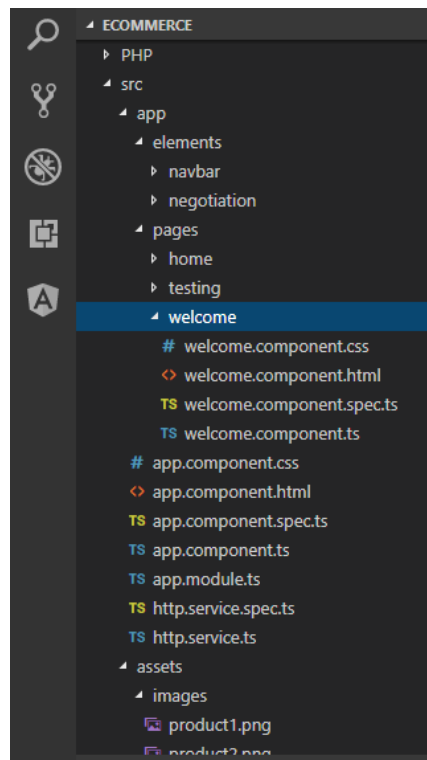 ECOMMERCE
PHP
src
app
elements
navbar
negotiation
pages
home
testing
welcome
# welcome.component.css
<> welcome.component.html
TS welcome.component.spec.ts
TS welcome.component.ts
# app.component.css
<> app.component.html
TS app.component.spec.ts
TS app.component.ts
TS app.module.ts
TS http.service.spec.ts
TS http.service.ts
assets
images
product1.png
product2.png